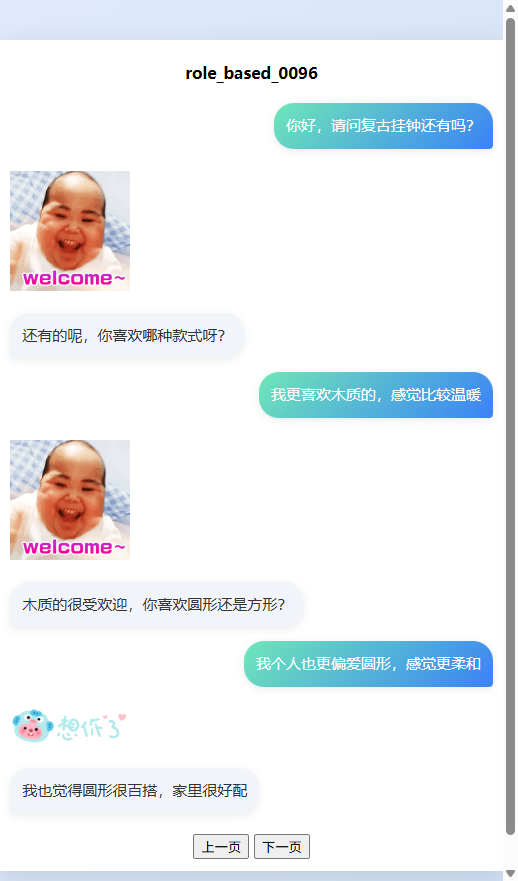 role_based_0096
你好，请问复古挂钟还有吗？
welcome~
还有的呢，你喜欢哪种款式呀？
我更喜欢木质的，感觉比较温暖
welcome~
木质的很受欢迎，你喜欢圆形还是方形？
我个人也更偏爱圆形，感觉更柔和
想你了
我也觉得圆形很百搭，家里很好配
上一页 下一页